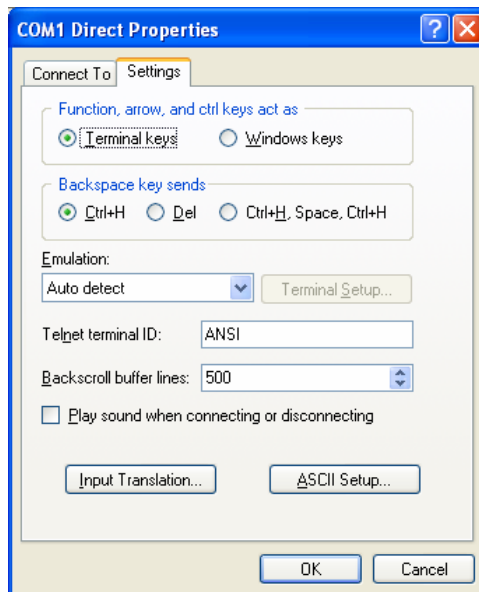 COM1 Direct Properties
Connect To Settings
Function, arrow, and ctrl keys act as
Terminal keys Windows keys
Backspace key sends
Ctrl+H Del Ctrl+H, Space, Ctrl+H
Emulation:
Auto detect Terminal Setup...
Telnet terminal ID: ANSI
Backscroll buffer lines: 500
Play sound when connecting or disconnecting
Input Translation... ASCII Setup...
OK Cancel